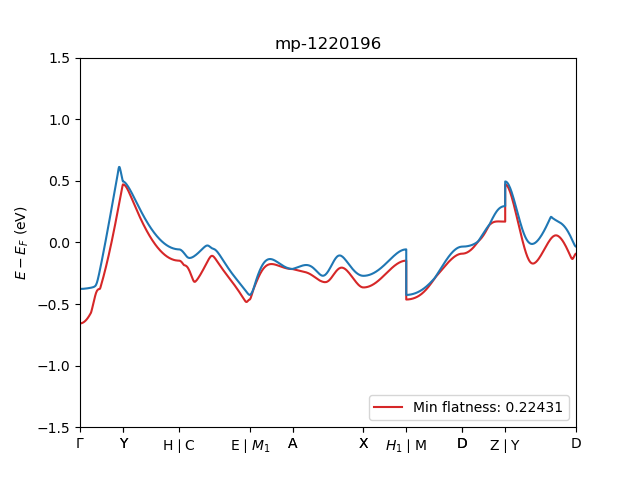 mp-1220196
E − E_F (eV)
1.5
1.0
0.5
0.0
−0.5
−1.0
−1.5
Min flatness: 0.22431
Γ Y H | C E | M₁ A X H₁ | M D Z | Y D